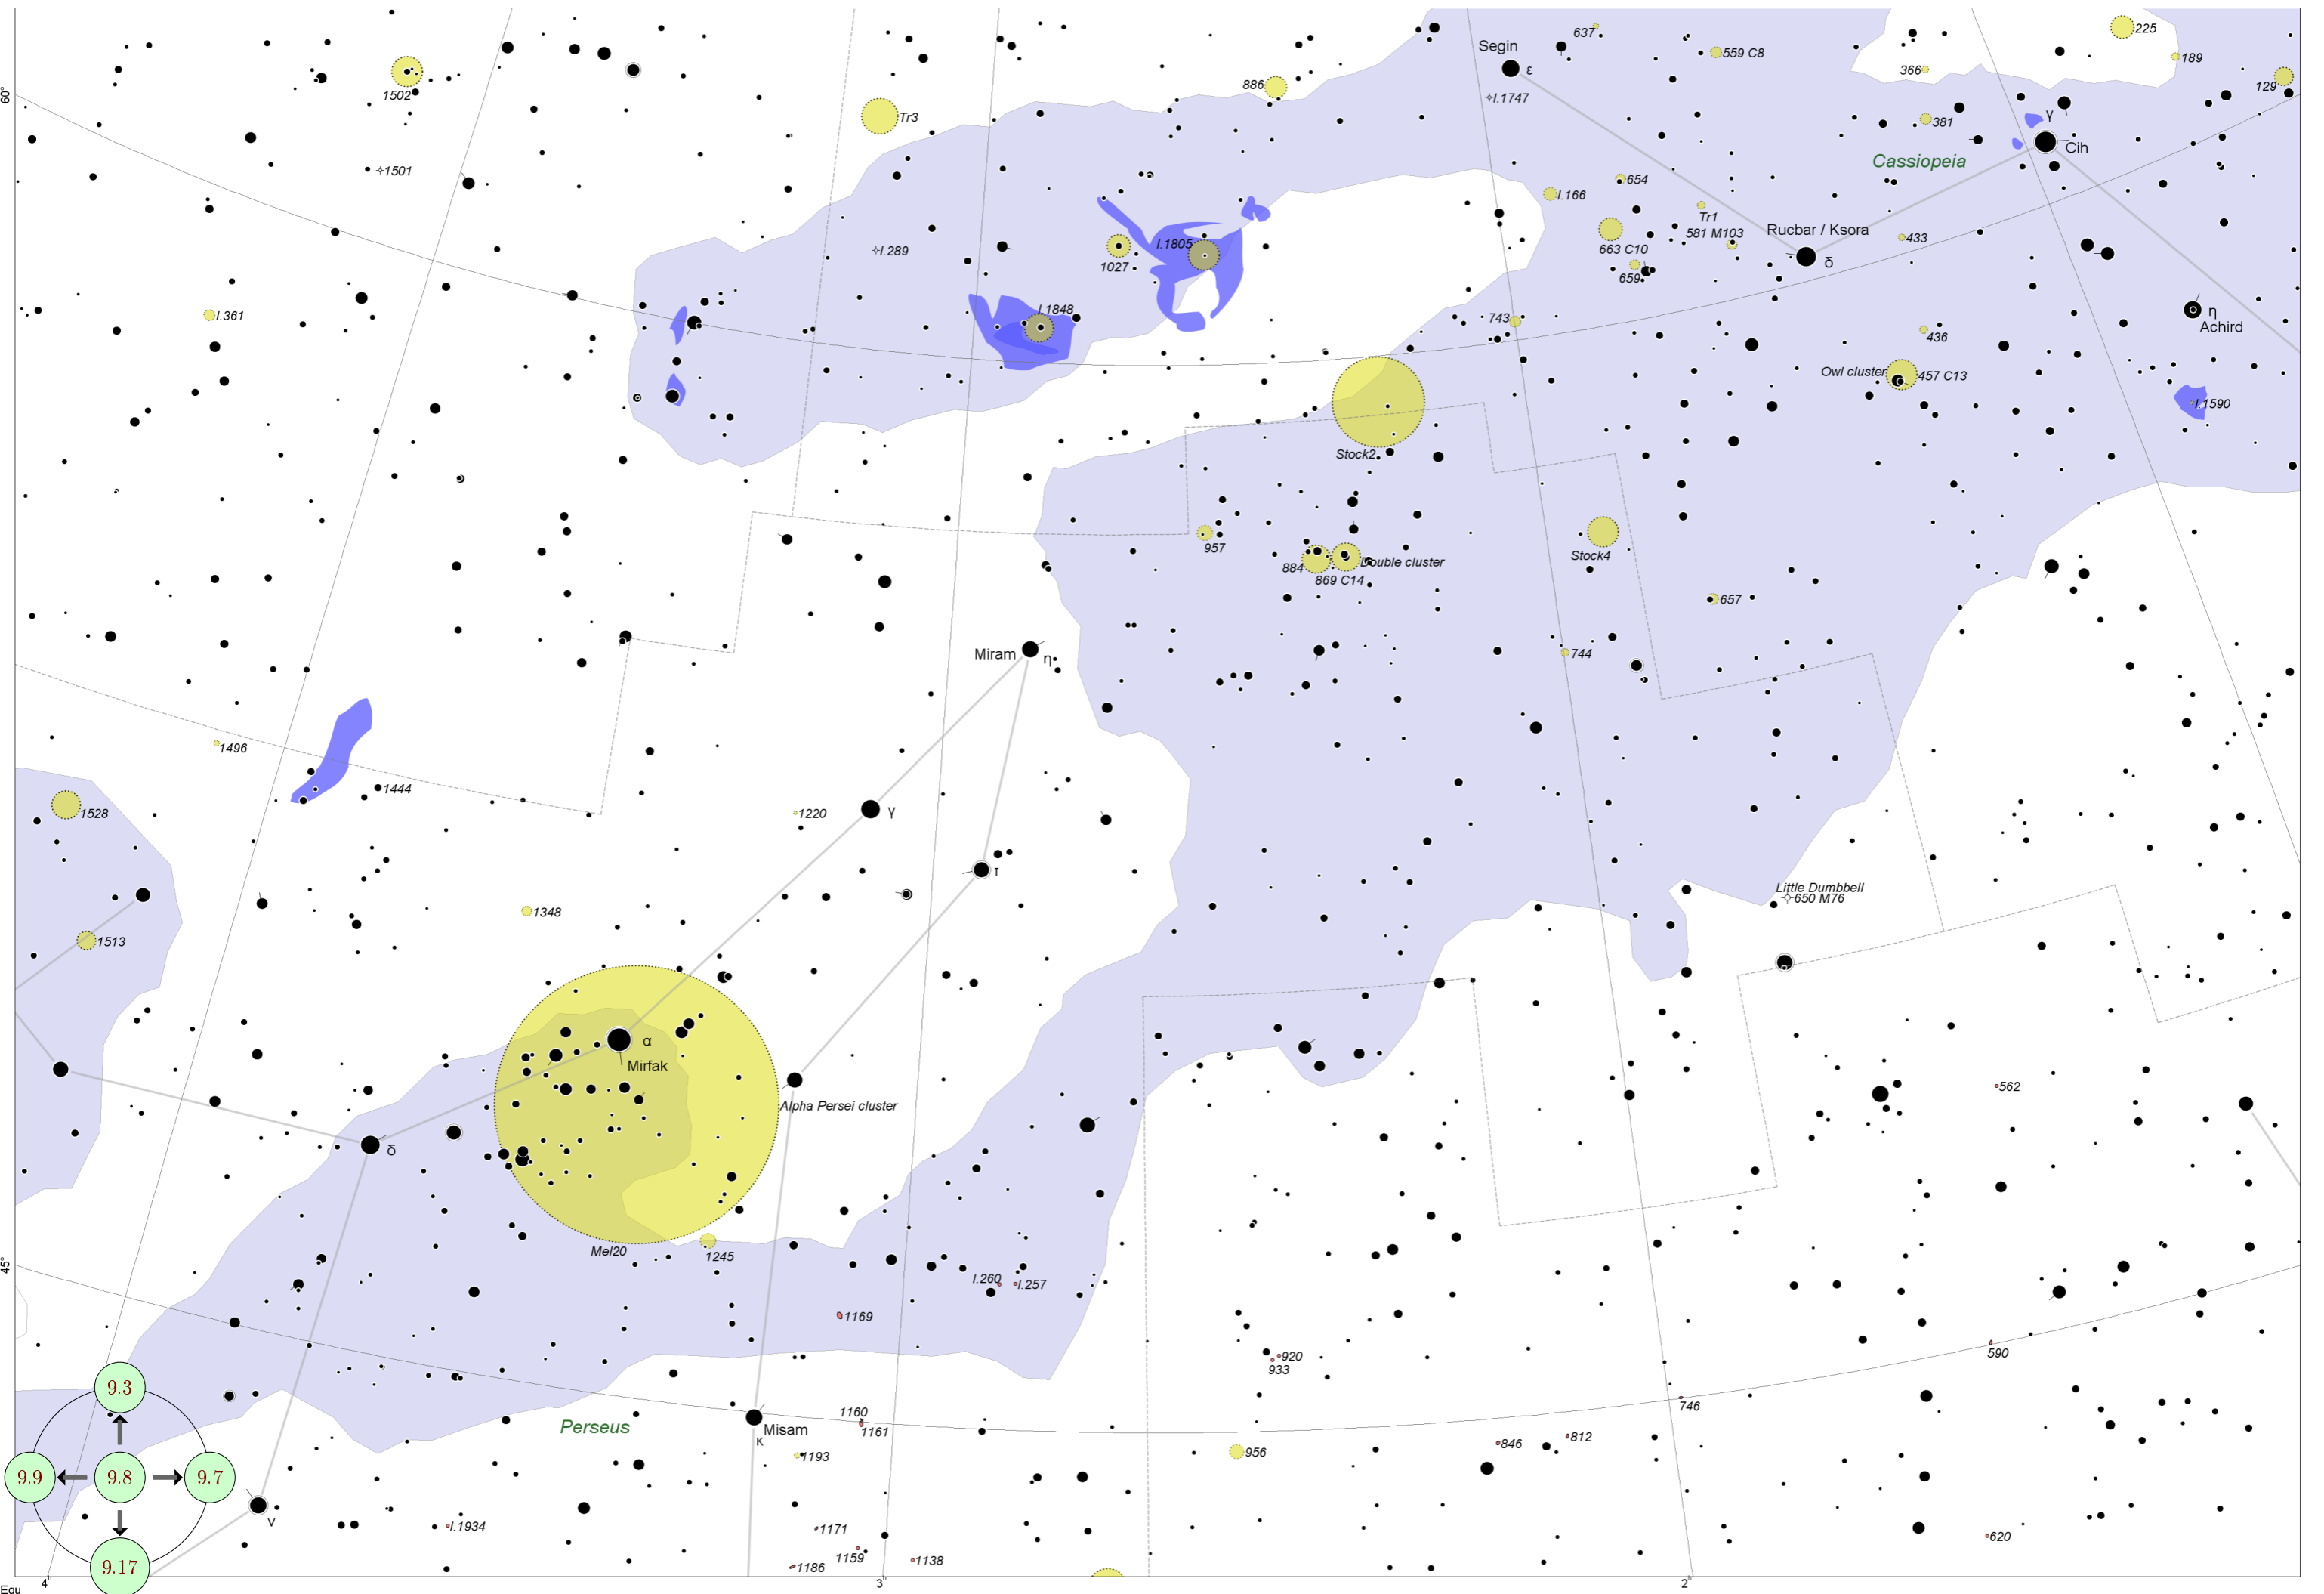 225
637
Segin
ε
559 C8
189
366
129
886
1502
I.1747
60°
Tr3
381
γ
Cih
Cassiopeia
1501
654
I.166
Tr1
581 M103
Rucbar / Ksora
δ
433
663 C10
659
I.289
I.1805
1027
I.1848
I.361
743
η
Achird
436
Owl cluster
457 C13
I.1590
Stock2
957
884
Double cluster
869 C14
Stock4
657
Miram
η
744
1496
1444
1528
1220
γ
ι
Little Dumbbell
650 M76
1348
1513
α
Mirfak
Alpha Persei cluster
562
δ
Mel20
1245
45°
I.260
I.257
1169
920
933
590
9.3
746
1160
1161
Perseus
Misam
κ
1193
956
846
812
9.9
9.8
9.7
ν
I.1934
1171
1159
1138
1186
620
9.17
Equ
4h
3h
2h